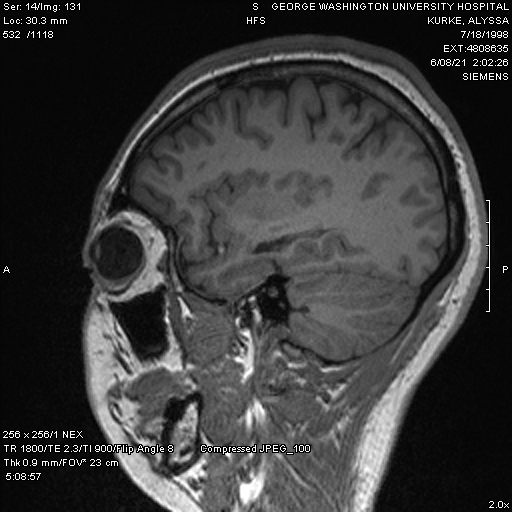 Ser: 14/Img: 131
Loc: 30.3 mm
532 /1118
S
HFS
GEORGE WASHINGTON UNIVERSITY HOSPITAL
KURKE, ALYSSA
7/18/1998
EXT:4808635
6/08/21 2:02:26
SIEMENS
A
P
256 x 256/1 NEX
TR 1800/TE 2.3/TI 900/Flip Angle 8
Thk 0.9 mm/FOV* 23 cm
5:08:57
Compressed JPEG_100
2.0x